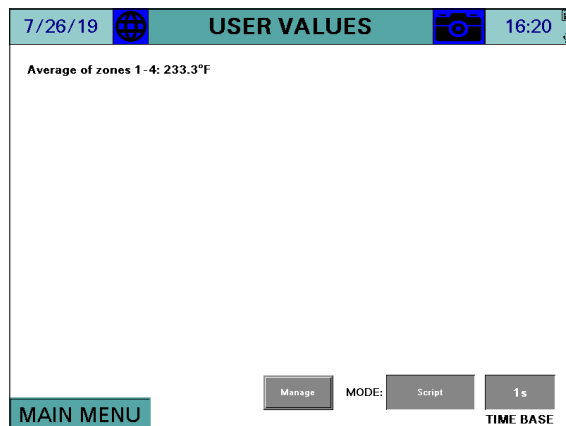 7/26/19 USER VALUES 16:20
Average of zones 1-4: 233.3°F
Manage MODE: Script 1s
MAIN MENU TIME BASE